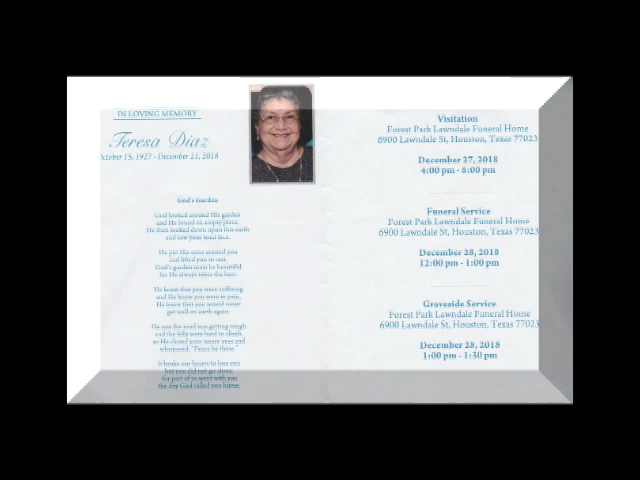 IN LOVING MEMORY
Teresa Diaz
October 15, 1927 - December 21, 2018
God's Garden
God looked around His garden
and He found an empty place,
He then looked down upon this earth
and saw your tired face.
He put His arms around you
and lifted you to rest,
God's garden must be beautiful
for He always takes the best.
He knew that you were suffering
and He knew you were in pain,
He knew that you would never
get well on earth again.
He saw the road was getting rough
and the hills were hard to climb,
so He closed your weary eyes and
whispered, "Peace be thine."
It broke our hearts to lose you
but you did not go alone,
for part of us went with you
the day God called you home.
Visitation
Forest Park Lawndale Funeral Home
6900 Lawndale St, Houston, Texas 77023
December 27, 2018
4:00 pm - 8:00 pm
Funeral Service
Forest Park Lawndale Funeral Home
6900 Lawndale St, Houston, Texas 77023
December 28, 2018
12:00 pm - 1:00 pm
Graveside Service
Forest Park Lawndale Funeral Home
6900 Lawndale St, Houston, Texas 77023
December 28, 2018
1:00 pm - 1:30 pm